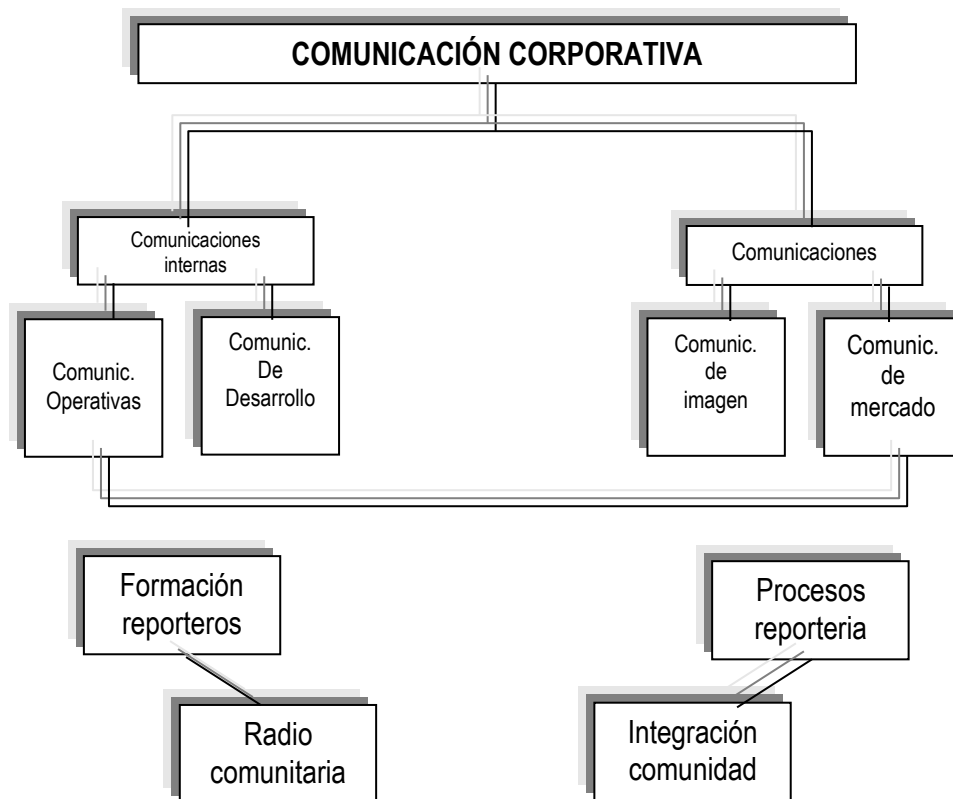 COMUNICACIÓN CORPORATIVA
Comunicaciones
internas
Comunicaciones
Comunic.
Operativas
Comunic.
De
Desarrollo
Comunic.
de
imagen
Comunic.
de
mercado
Formación
reporteros
Procesos
reporteria
Radio
comunitaria
Integración
comunidad